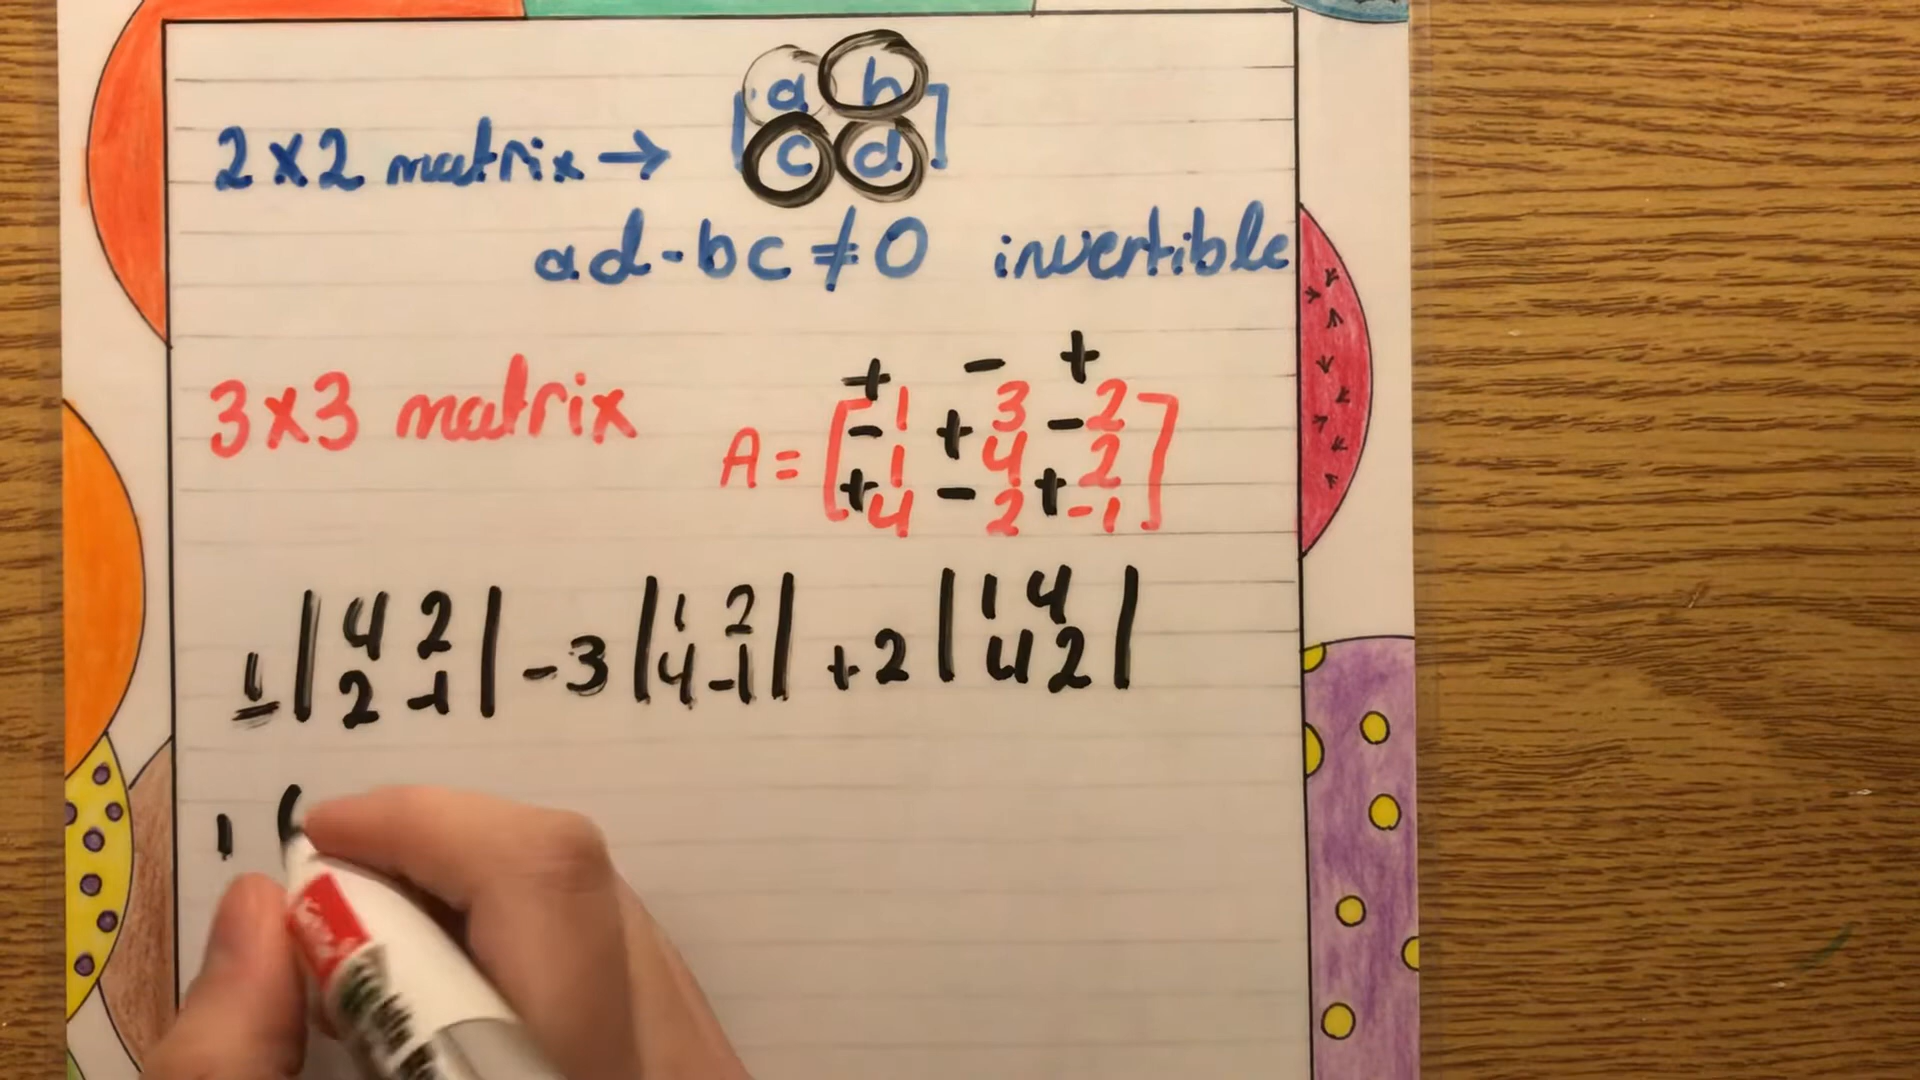 a b
2x2 matrix → [ c d ]
ad-bc ≠ 0 invertible
+ - +
3x3 matrix
[ 1 3 2 ]
- + -
A = [ 1 4 2 ]
+ - +
[ 4 2 -1 ]
1 | 4 2 | -3 | 1 2 | +2 | 1 4 |
| 2 -1 | | 4 -1 | | 4 2 |
1 (